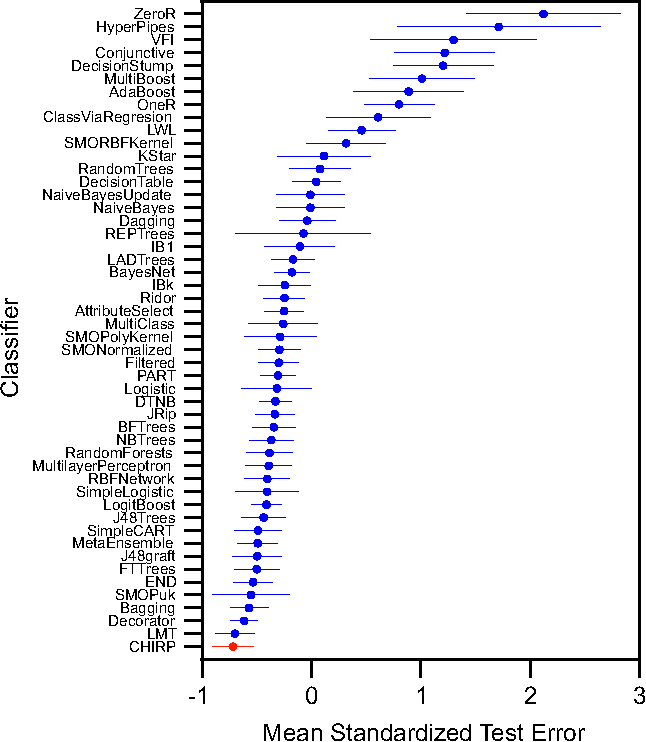 ZeroR
HyperPipes
VFI
Conjunctive
DecisionStump
MultiBoost
AdaBoost
OneR
ClassViaRegresion
LWL
SMORBFKernel
KStar
RandomTrees
DecisionTable
NaiveBayesUpdate
NaiveBayes
Dagging
REPTrees
IB1
LADTrees
BayesNet
IBk
Ridor
AttributeSelect
MultiClass
SMOPolyKernel
SMONormalized
Filtered
PART
Logistic
DTNB
JRip
BFTrees
NBTrees
RandomForests
MultilayerPerceptron
RBFNetwork
SimpleLogistic
LogitBoost
J48Trees
SimpleCART
MetaEnsemble
J48graft
FTTrees
END
SMOPuk
Bagging
Decorator
LMT
CHIRP
Classifier
-1 0 1 2 3
Mean Standardized Test Error